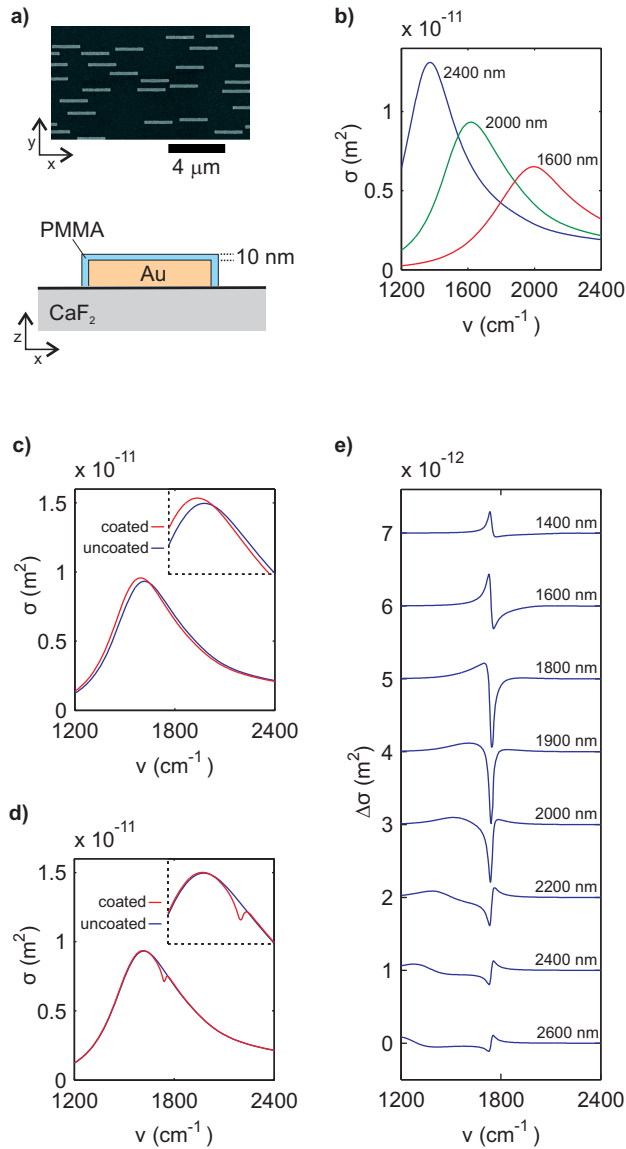 a)
y
x
4 μm
PMMA
10 nm
Au
CaF₂
z
x
b)
x 10⁻¹¹
2400 nm
2000 nm
1600 nm
1
0.5
0
σ (m²)
1200 1600 2000 2400
ν (cm⁻¹)
c)
x 10⁻¹¹
1.5
coated
uncoated
1
0.5
0
σ (m²)
1200 1800 2400
ν (cm⁻¹)
d)
x 10⁻¹¹
1.5
coated
uncoated
1
0.5
0
σ (m²)
1200 1800 2400
ν (cm⁻¹)
e)
x 10⁻¹²
7 1400 nm
6 1600 nm
5 1800 nm
4 1900 nm
3 2000 nm
2 2200 nm
1 2400 nm
0 2600 nm
Δσ (m²)
1200 1800 2400
ν (cm⁻¹)